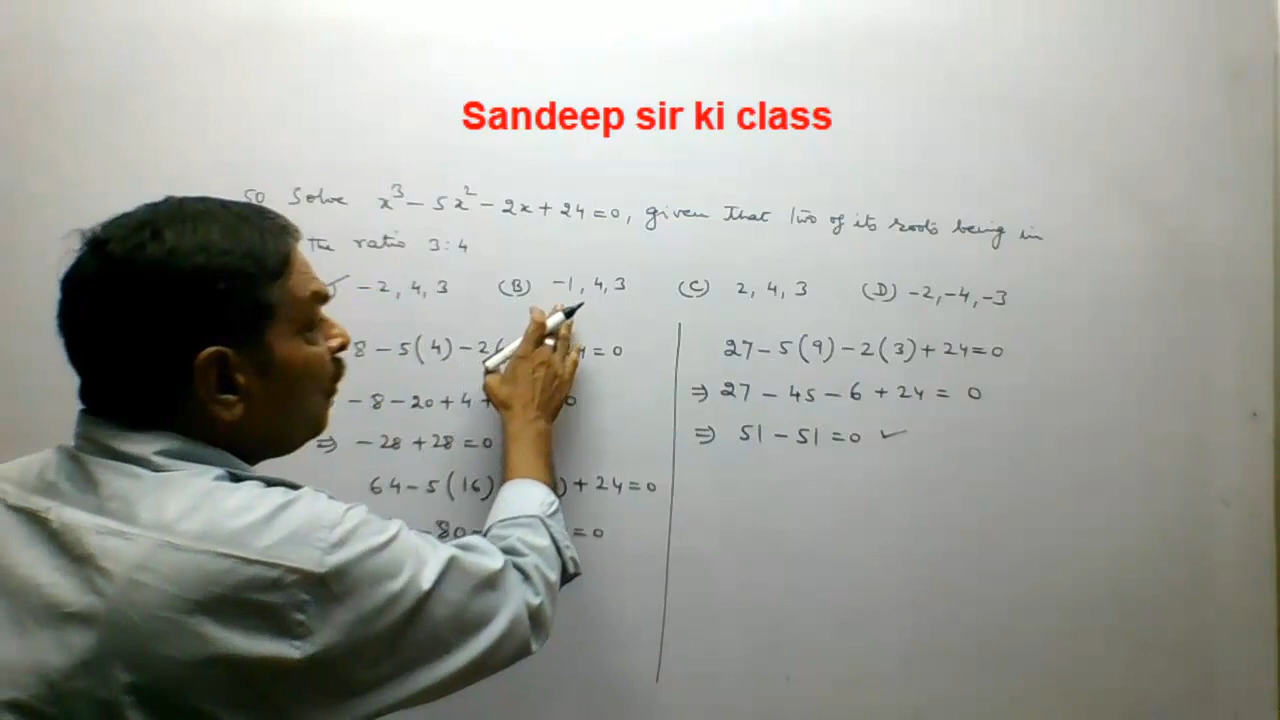 Sandeep sir ki class
50 Solve x³ - 5x² - 2x + 24 = 0, given that two of its roots being in
the ratio 3:4
✓ -2, 4, 3 (B) -1, 4, 3 (C) 2, 4, 3 (D) -2, -4, -3
8 - 5(4) - 2( = 0
-8 - 20 + 4 + 0
⇒ -28 + 28 = 0
64 - 5(16) ) + 24 = 0
-80 = 0
27 - 5(9) - 2(3) + 24 = 0
⇒ 27 - 45 - 6 + 24 = 0
⇒ 51 - 51 = 0 ✓